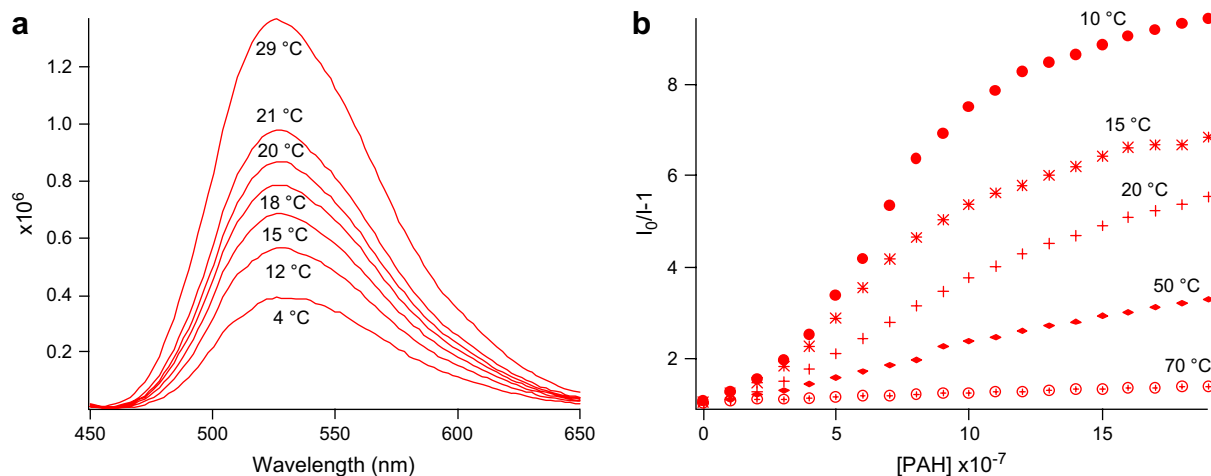 a
×10⁶
1.2
1.0
0.8
0.6
0.4
0.2
29 °C
21 °C
20 °C
18 °C
15 °C
12 °C
4 °C
450
500
550
600
650
Wavelength (nm)
b
I₀/I-1
8
6
4
2
10 °C
15 °C
20 °C
50 °C
70 °C
0
5
10
15
[PAH] x10⁻⁷